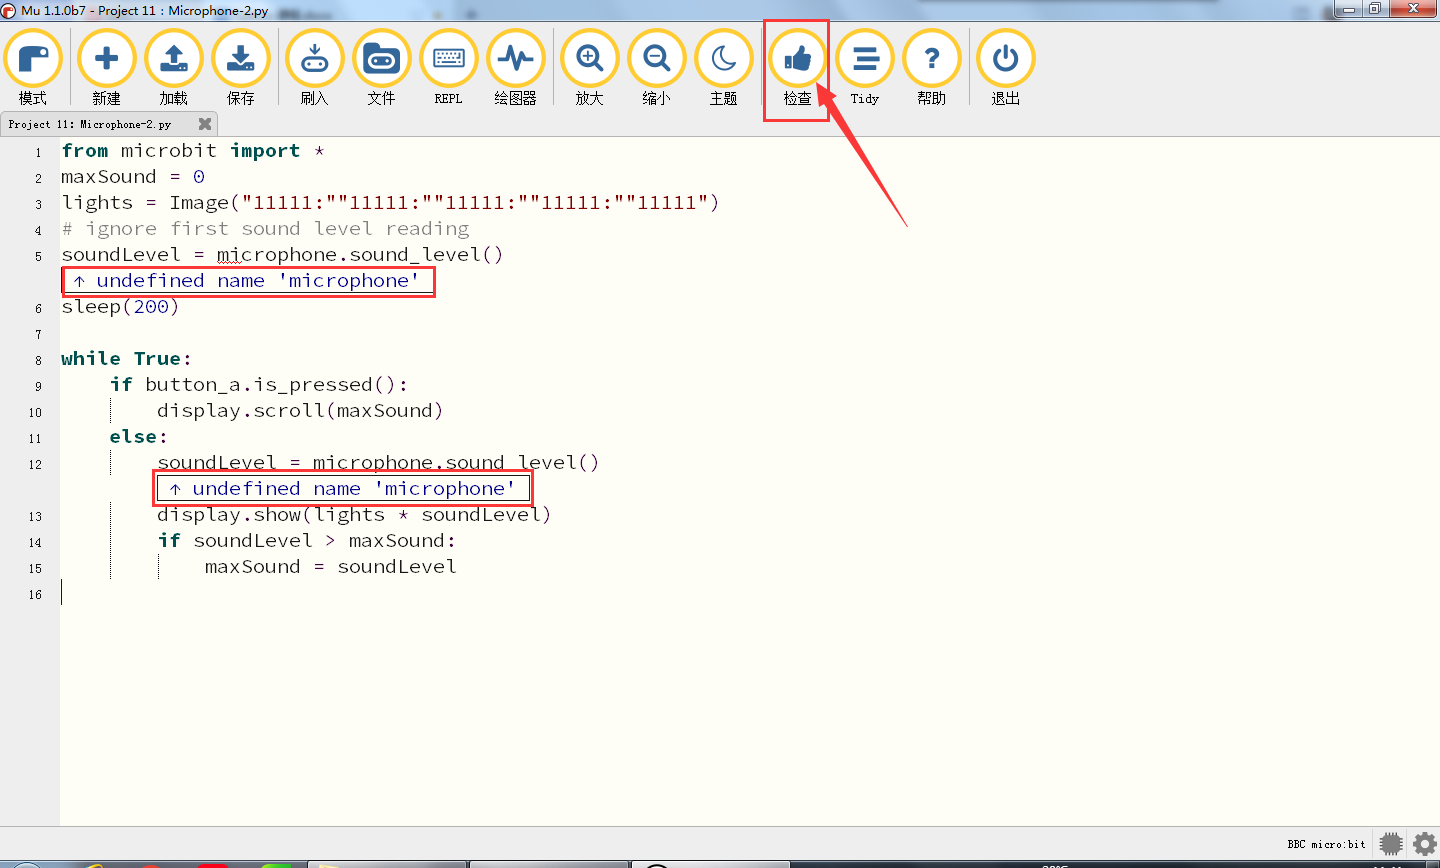 Mu 1.1.0b7 - Project 11 : Microphone-2.py
模式 新建 加载 保存 刷入 文件 REPL 绘图器 放大 缩小 主题 检查 Tidy 帮助 退出
Project 11: Microphone-2.py
1 from microbit import *
2 maxSound = 0
3 lights = Image("11111:""11111:""11111:""11111:""11111")
4 # ignore first sound level reading
5 soundLevel = microphone.sound_level()
↑ undefined name 'microphone'
6 sleep(200)
7
8 while True:
9 if button_a.is_pressed():
10 display.scroll(maxSound)
11 else:
12 soundLevel = microphone.sound_level()
↑ undefined name 'microphone'
13 display.show(lights * soundLevel)
14 if soundLevel > maxSound:
15 maxSound = soundLevel
16
BBC micro:bit